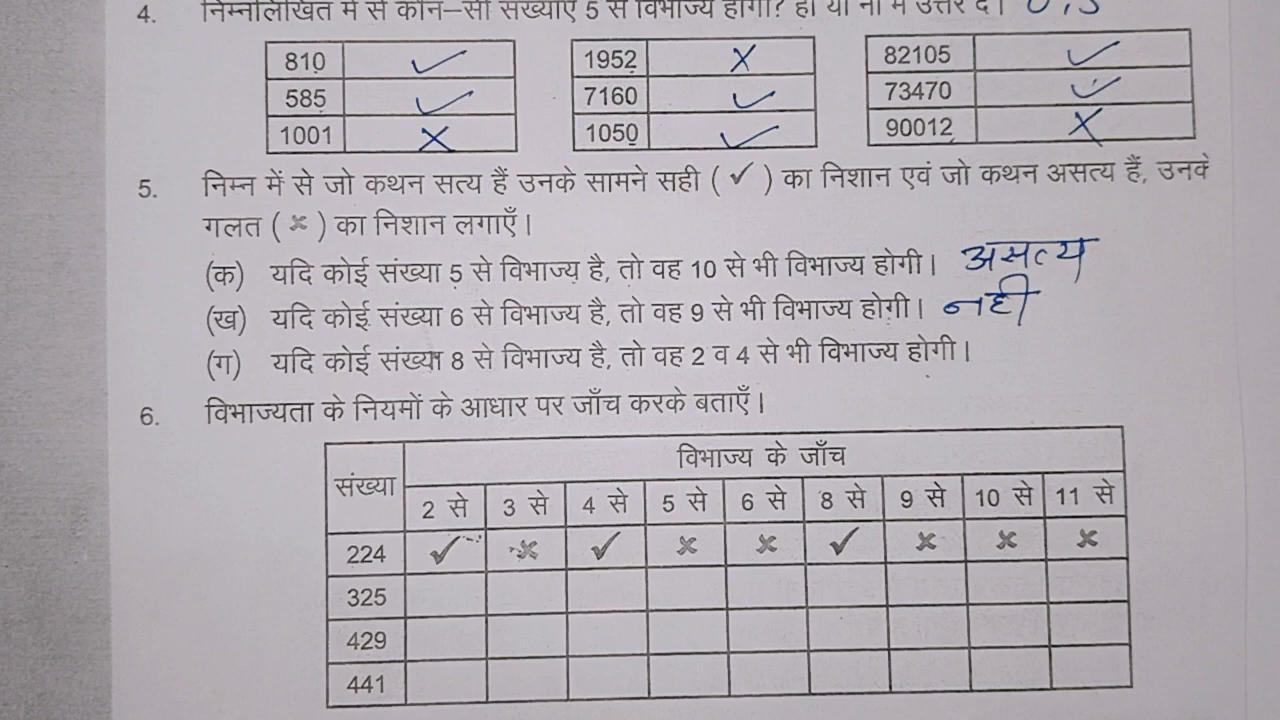 4. निम्नलिखित में से कौन–सी संख्याएँ 5 से विभाज्य होंगी? हाँ या ना में उत्तर दें। 0,5
810 ✓ 1952 X 82105 ✓
585 ✓ 7160 ✓ 73470 ✓
1001 X 1050 ✓ 90012 X
5. निम्न में से जो कथन सत्य हैं उनके सामने सही ( ✓ ) का निशान एवं जो कथन असत्य हैं, उनके
गलत ( × ) का निशान लगाएँ।
(क) यदि कोई संख्या 5 से विभाज्य है, तो वह 10 से भी विभाज्य होगी। असत्य
(ख) यदि कोई संख्या 6 से विभाज्य है, तो वह 9 से भी विभाज्य होगी। नही
(ग) यदि कोई संख्या 8 से विभाज्य है, तो वह 2 व 4 से भी विभाज्य होगी।
6. विभाज्यता के नियमों के आधार पर जाँच करके बताएँ।
संख्या विभाज्य के जाँच
2 से 3 से 4 से 5 से 6 से 8 से 9 से 10 से 11 से
224 ✓ × ✓ × × ✓ × × ×
325
429
441